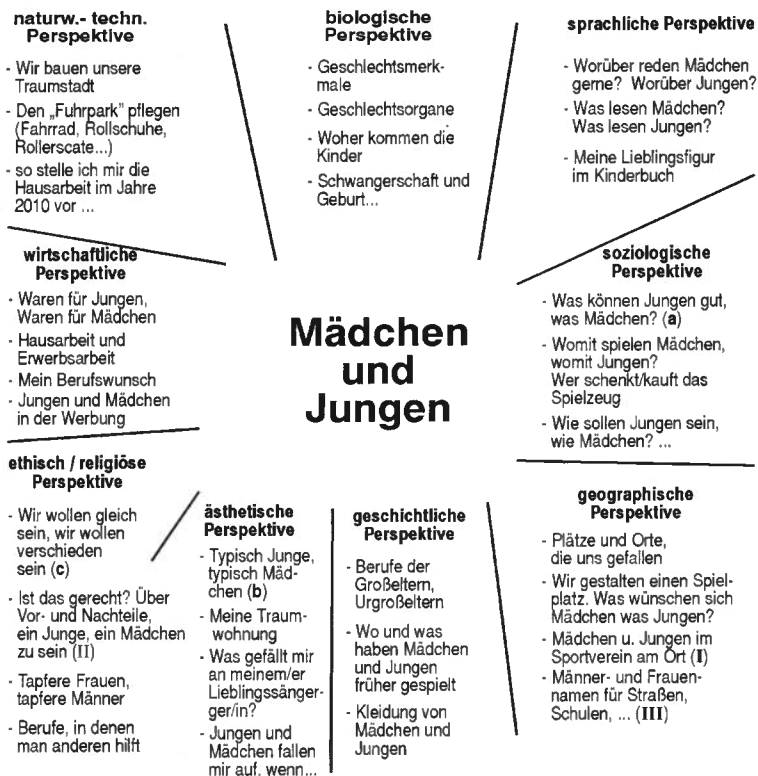 naturw.- techn.
Perspektive
- Wir bauen unsere
Traumstadt
- Den „Fuhrpark" pflegen
(Fahrrad, Rollschuhe,
Rollerscate...)
- so stelle ich mir die
Hausarbeit im Jahre
2010 vor ...
biologische
Perspektive
- Geschlechtsmerk-
male
- Geschlechtsorgane
- Woher kommen die
Kinder
- Schwangerschaft und
Geburt...
sprachliche Perspektive
- Worüber reden Mädchen
gerne? Worüber Jungen?
- Was lesen Mädchen?
Was lesen Jungen?
- Meine Lieblingsfigur
im Kinderbuch
wirtschaftliche
Perspektive
- Waren für Jungen,
Waren für Mädchen
- Hausarbeit und
Erwerbsarbeit
- Mein Berufswunsch
- Jungen und Mädchen
in der Werbung
Mädchen
und
Jungen
soziologische
Perspektive
- Was können Jungen gut,
was Mädchen? (a)
- Womit spielen Mädchen,
womit Jungen?
Wer schenkt/kauft das
Spielzeug
- Wie sollen Jungen sein,
wie Mädchen? ...
ethisch / religiöse
Perspektive
- Wir wollen gleich
sein, wir wollen
verschieden
sein (c)
- Ist das gerecht? Über
Vor- und Nachteile,
ein Junge, ein Mädchen
zu sein (II)
- Tapfere Frauen,
tapfere Männer
- Berufe, in denen
man anderen hilft
ästhetische
Perspektive
- Typisch Junge,
typisch Mäd-
chen (b)
- Meine Traum-
wohnung
- Was gefällt mir
an meinem/er
Lieblingssänger-
ger/in?
- Jungen und
Mädchen fallen
mir auf, wenn...
geschichtliche
Perspektive
- Berufe der
Großeltern,
Urgroßeltern
- Wo und was
haben Mädchen
und Jungen
früher gespielt
- Kleidung von
Mädchen und
Jungen
geographische
Perspektive
- Plätze und Orte,
die uns gefallen
- Wir gestalten einen Spiel-
platz. Was wünschen sich
Mädchen was Jungen?
- Mädchen u. Jungen im
Sportverein am Ort (I)
- Männer- und Frauen-
namen für Straßen,
Schulen, ... (III)